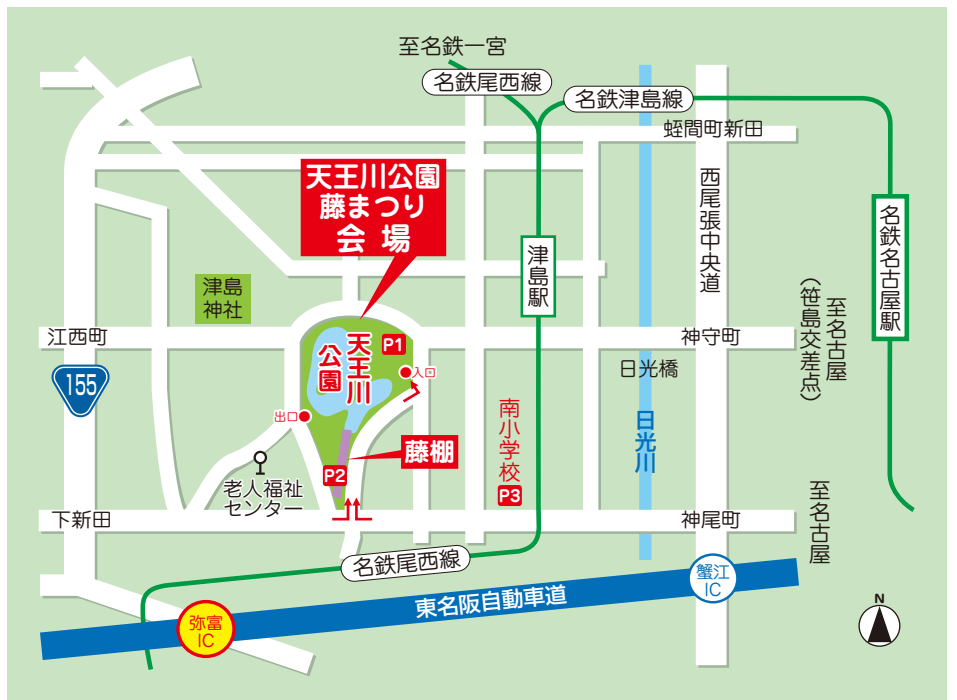 至名鉄一宮
名鉄尾西線
名鉄津島線
蛭間町新田
天王川公園
藤まつり
会場
西尾張中央道
名鉄名古屋駅
津島駅
津島
神社
至名古屋
(笹島交差点)
江西町
P1
神守町
天王川
公園
155
入口
日光橋
出口
南小学校
P3
日光川
藤棚
P2
老人福祉
センター
至名古屋
下新田
神尾町
名鉄尾西線
蟹江
IC
東名阪自動車道
弥富
IC
N